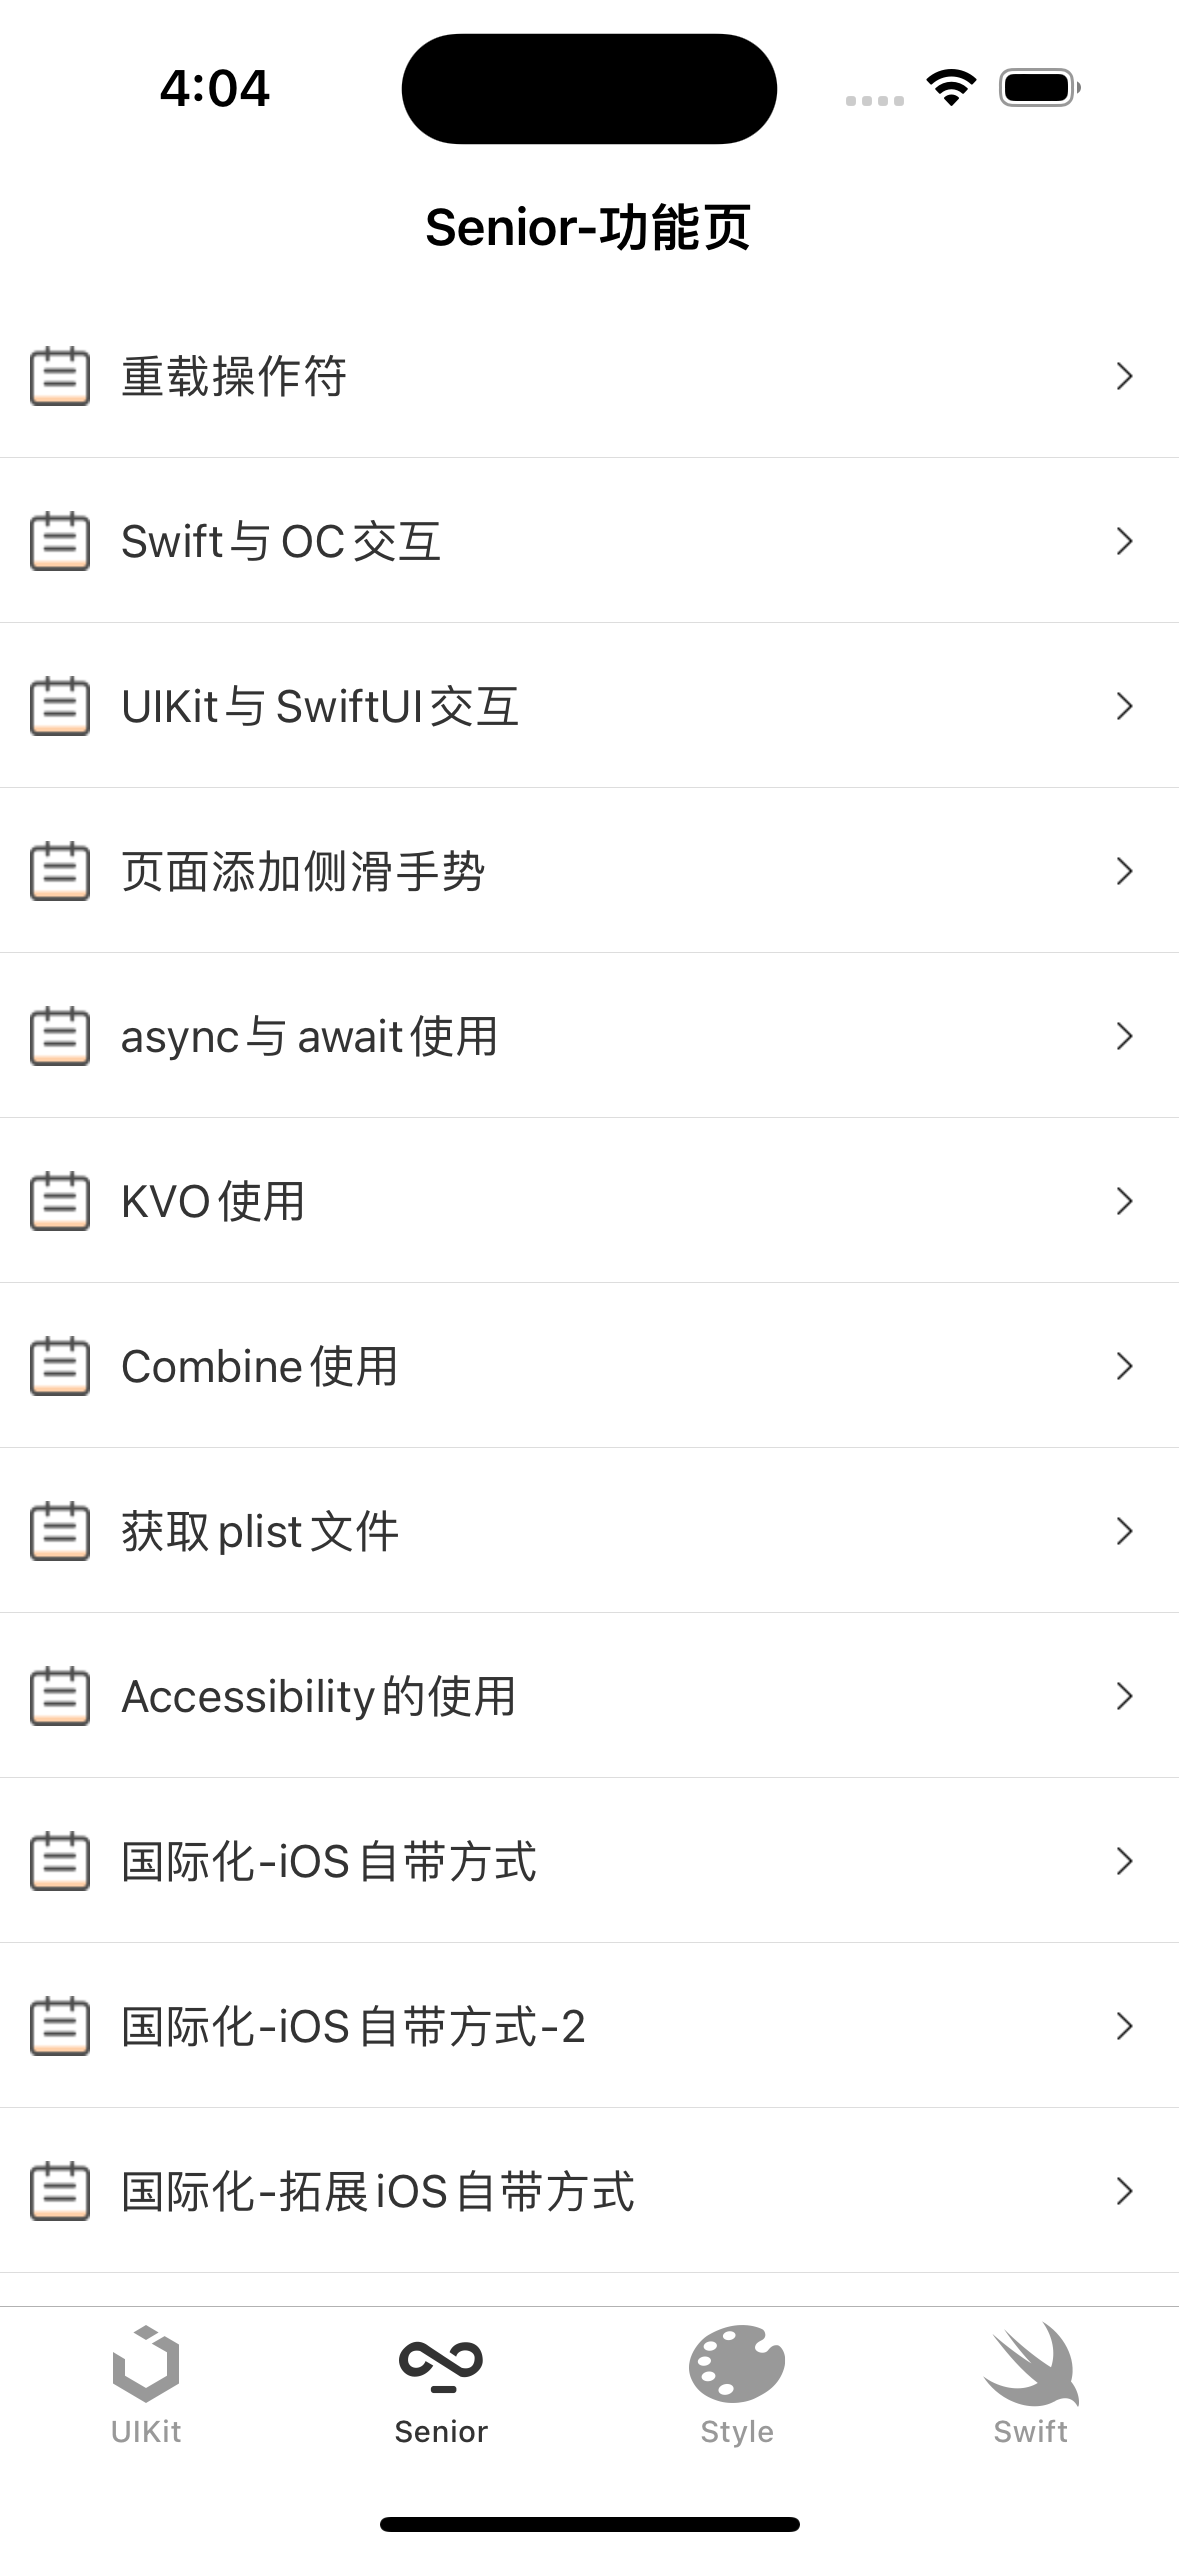 4:04
Senior-功能页
重载操作符
Swift与OC交互
UIKit与SwiftUI交互
页面添加侧滑手势
async与await使用
KVO使用
Combine使用
获取plist文件
Accessibility的使用
国际化-iOS自带方式
国际化-iOS自带方式-2
国际化-拓展iOS自带方式
UIKit
Senior
Style
Swift